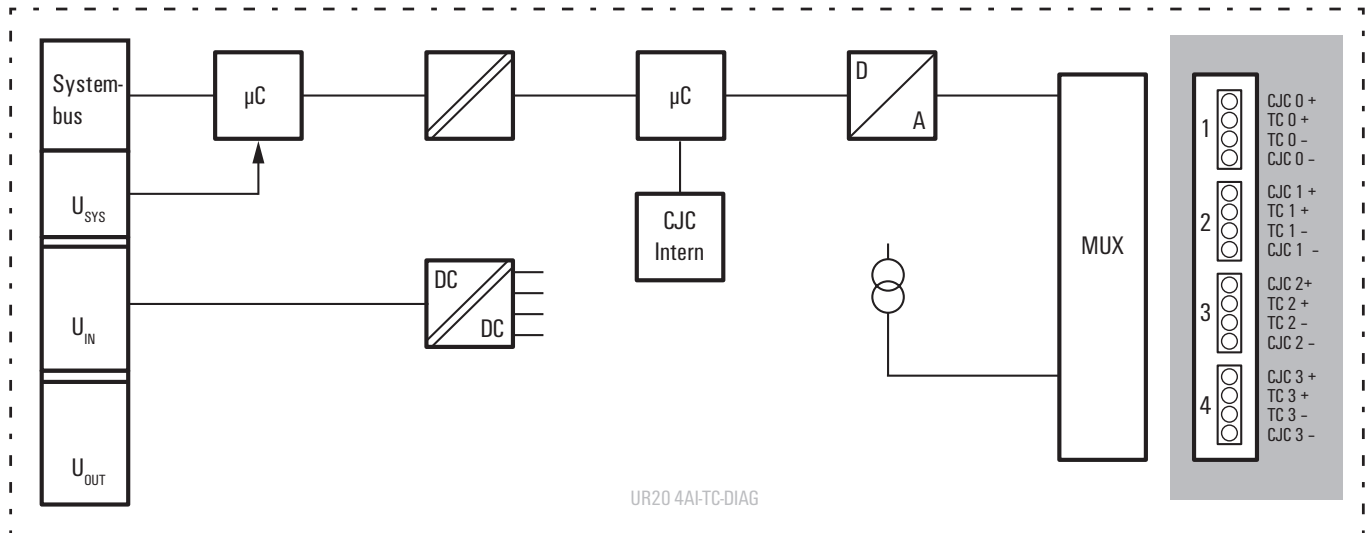 System-
bus
µC
µC
D
A
CJC
Intern
U_SYS
DC
DC
U_IN
U_OUT
MUX
1
CJC 0 +
TC 0 +
TC 0 –
CJC 0 –
2
CJC 1 +
TC 1 +
TC 1 –
CJC 1 –
3
CJC 2+
TC 2 +
TC 2 –
CJC 2 –
4
CJC 3 +
TC 3 +
TC 3 –
CJC 3 –
UR20 4AI-TC-DIAG